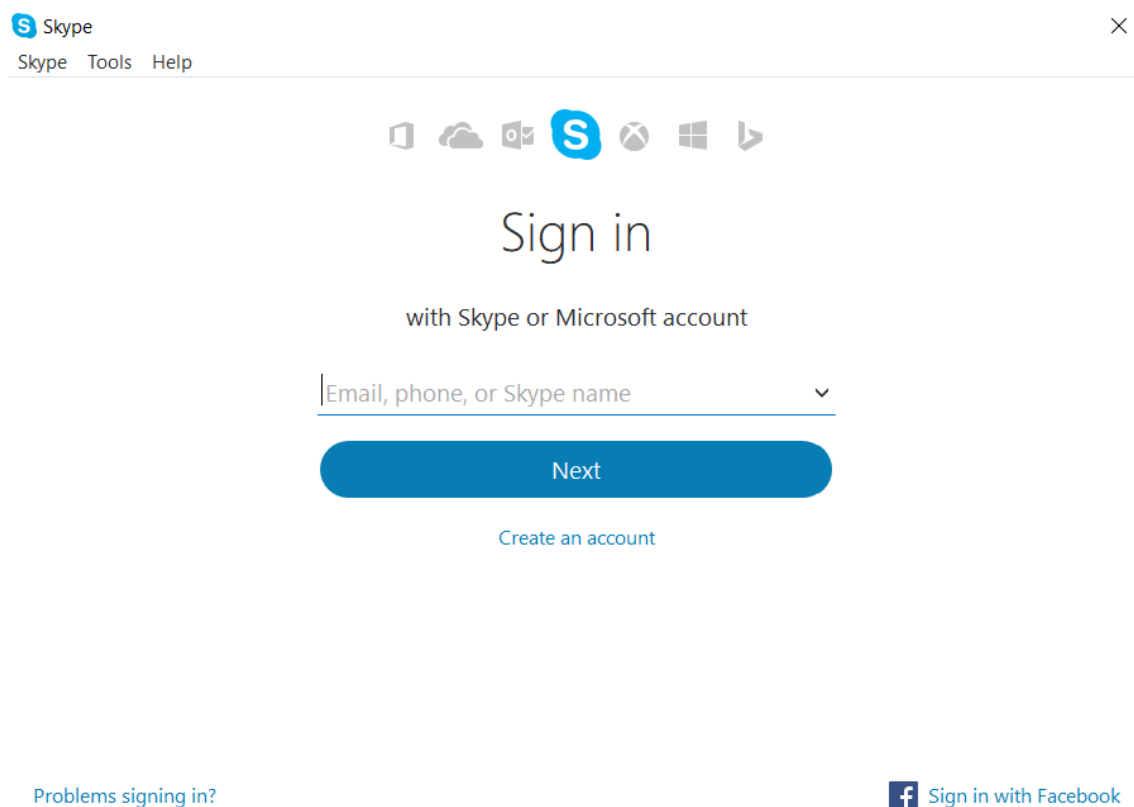 Skype
Skype Tools Help
Sign in
with Skype or Microsoft account
Email, phone, or Skype name
Next
Create an account
Problems signing in?
Sign in with Facebook